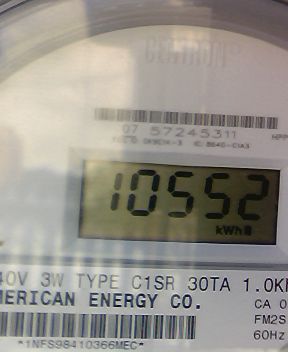 CENTRON®
07 57245311
10552
kWh
40V 3W TYPE C1SR 30TA 1.0K
MERICAN ENERGY CO.
CA 0
FM2S
60Hz
*1NFS98410366MEC*